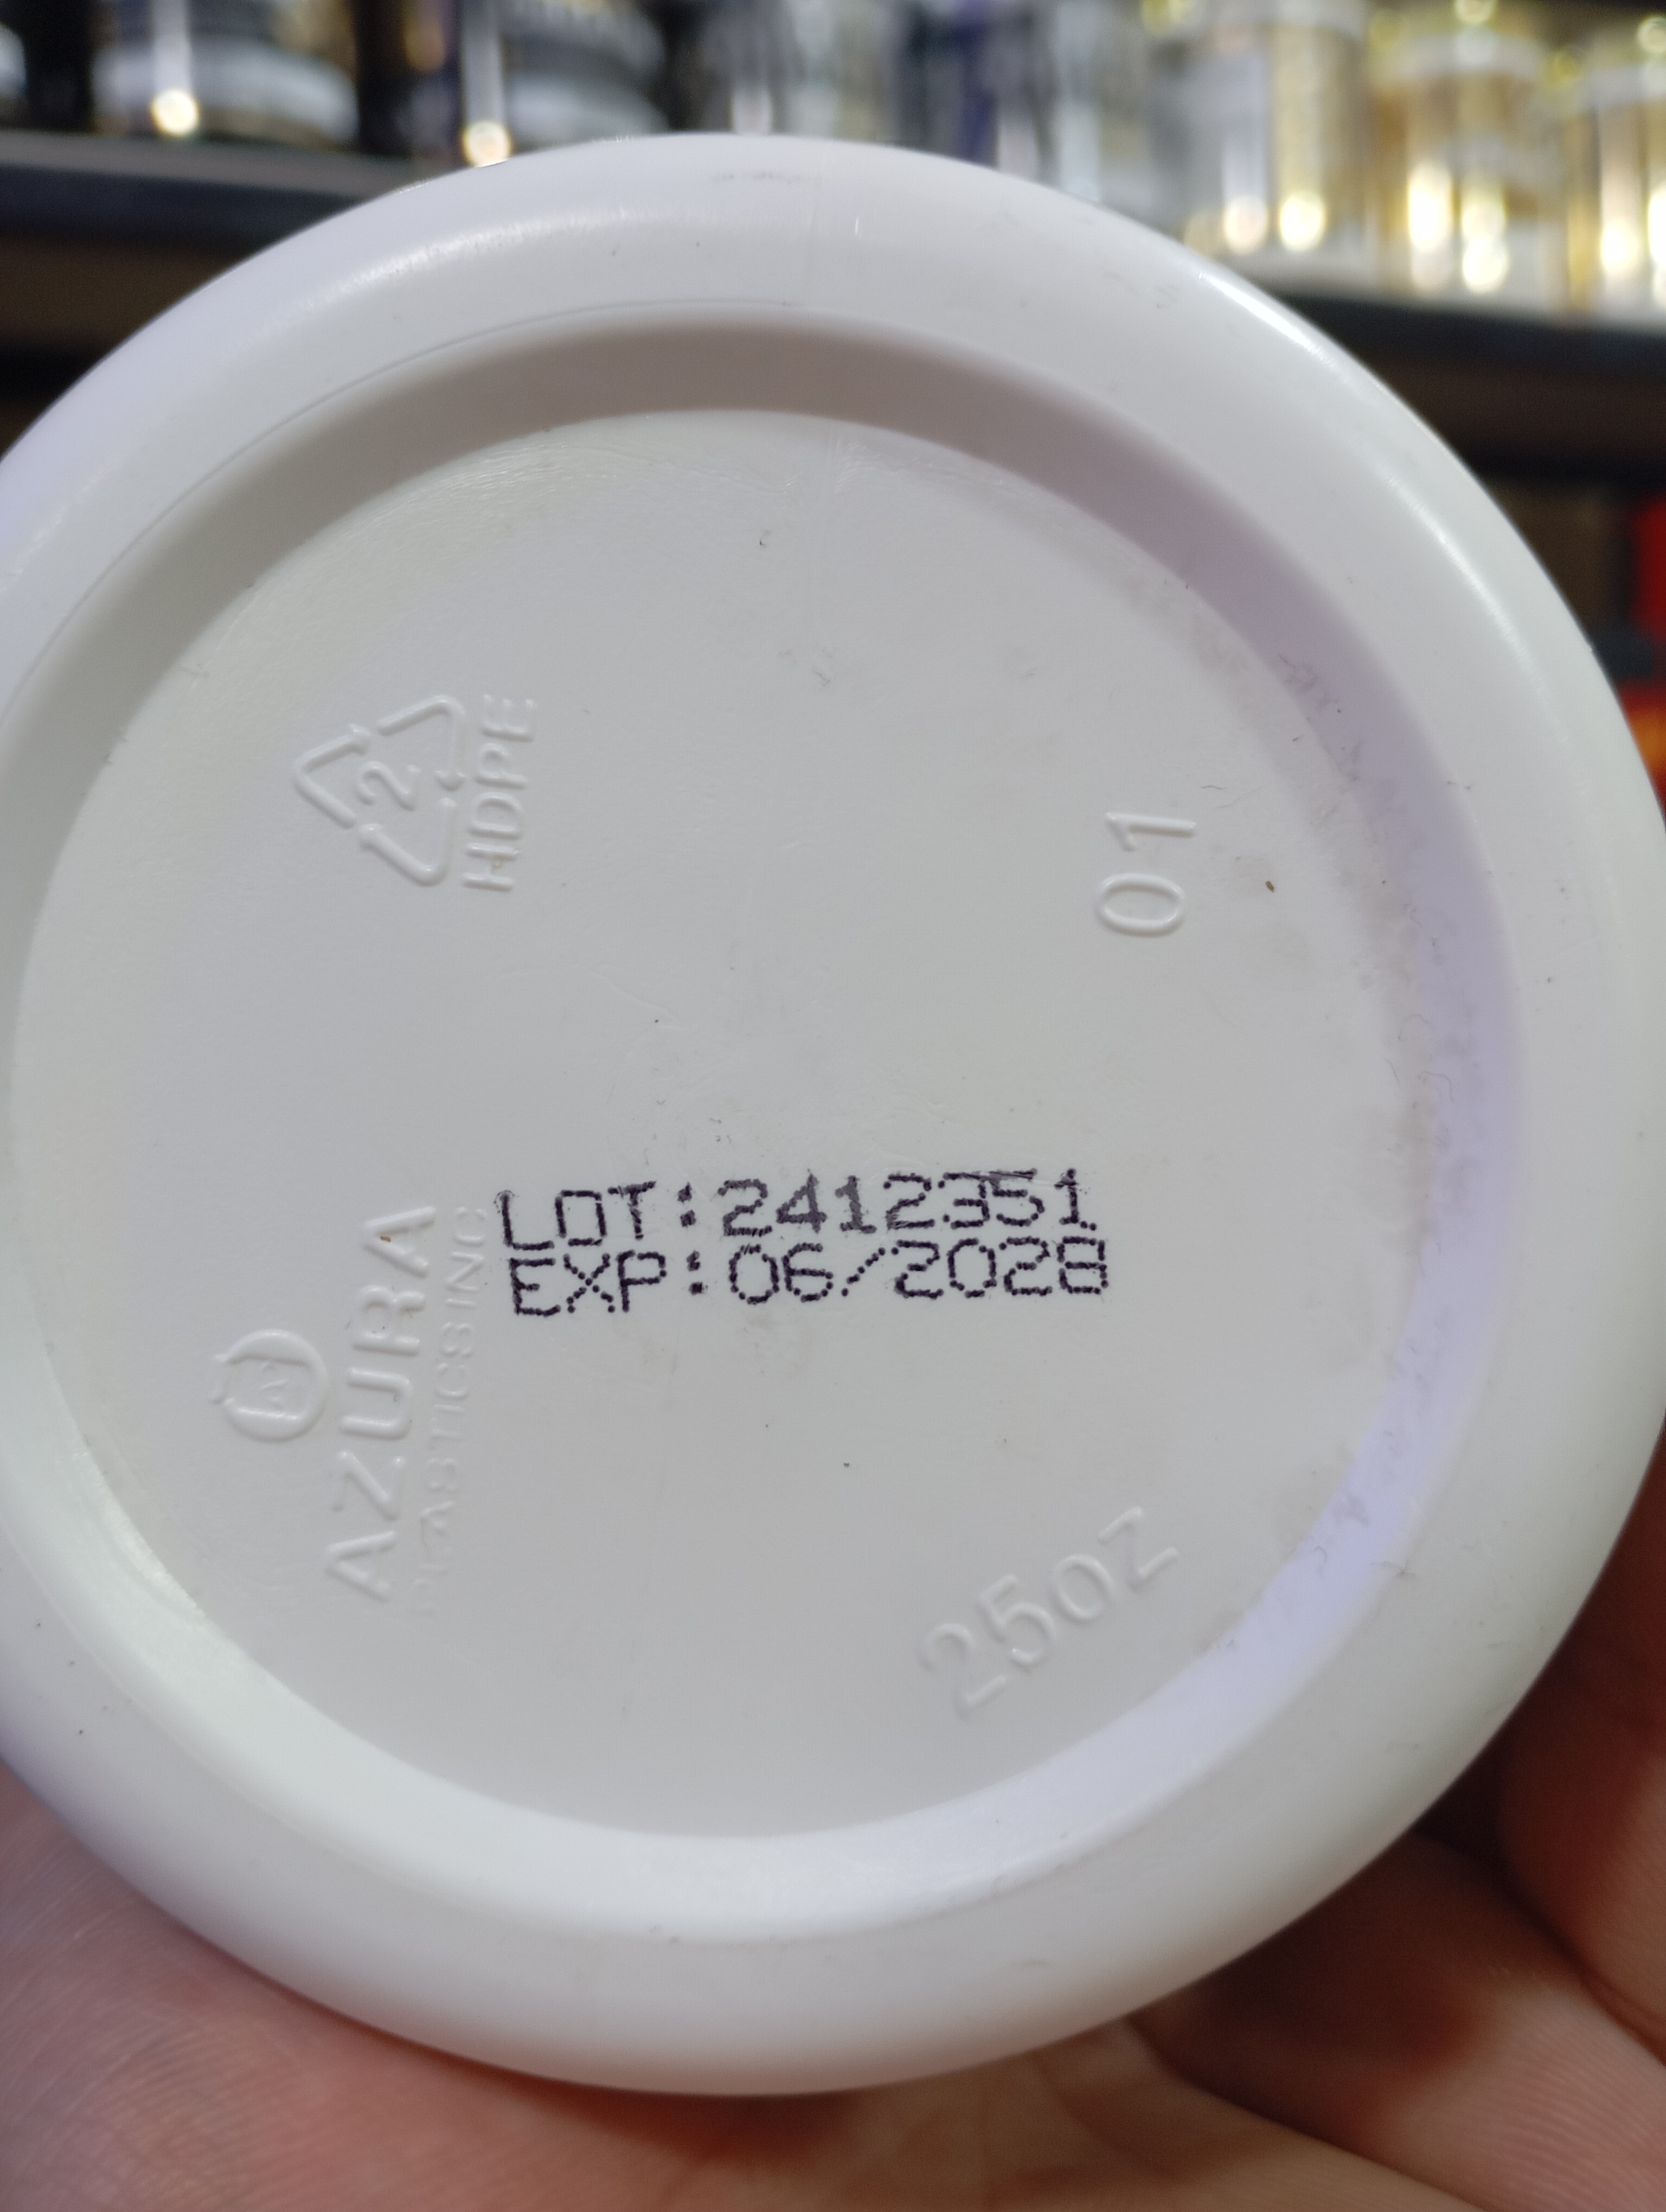 2
HDPE
01
LOT:2412351
EXP:06/2028
AZURA
PLASTICS INC
25oz